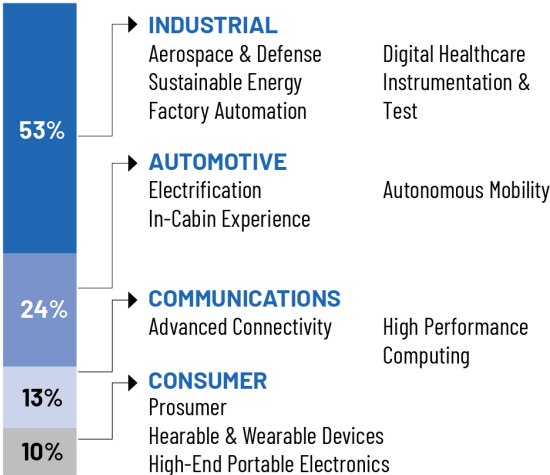 53%
INDUSTRIAL
Aerospace & Defense
Sustainable Energy
Factory Automation
Digital Healthcare
Instrumentation &
Test
24%
AUTOMOTIVE
Electrification
In-Cabin Experience
Autonomous Mobility
13%
COMMUNICATIONS
Advanced Connectivity
High Performance
Computing
10%
CONSUMER
Prosumer
Hearable & Wearable Devices
High-End Portable Electronics